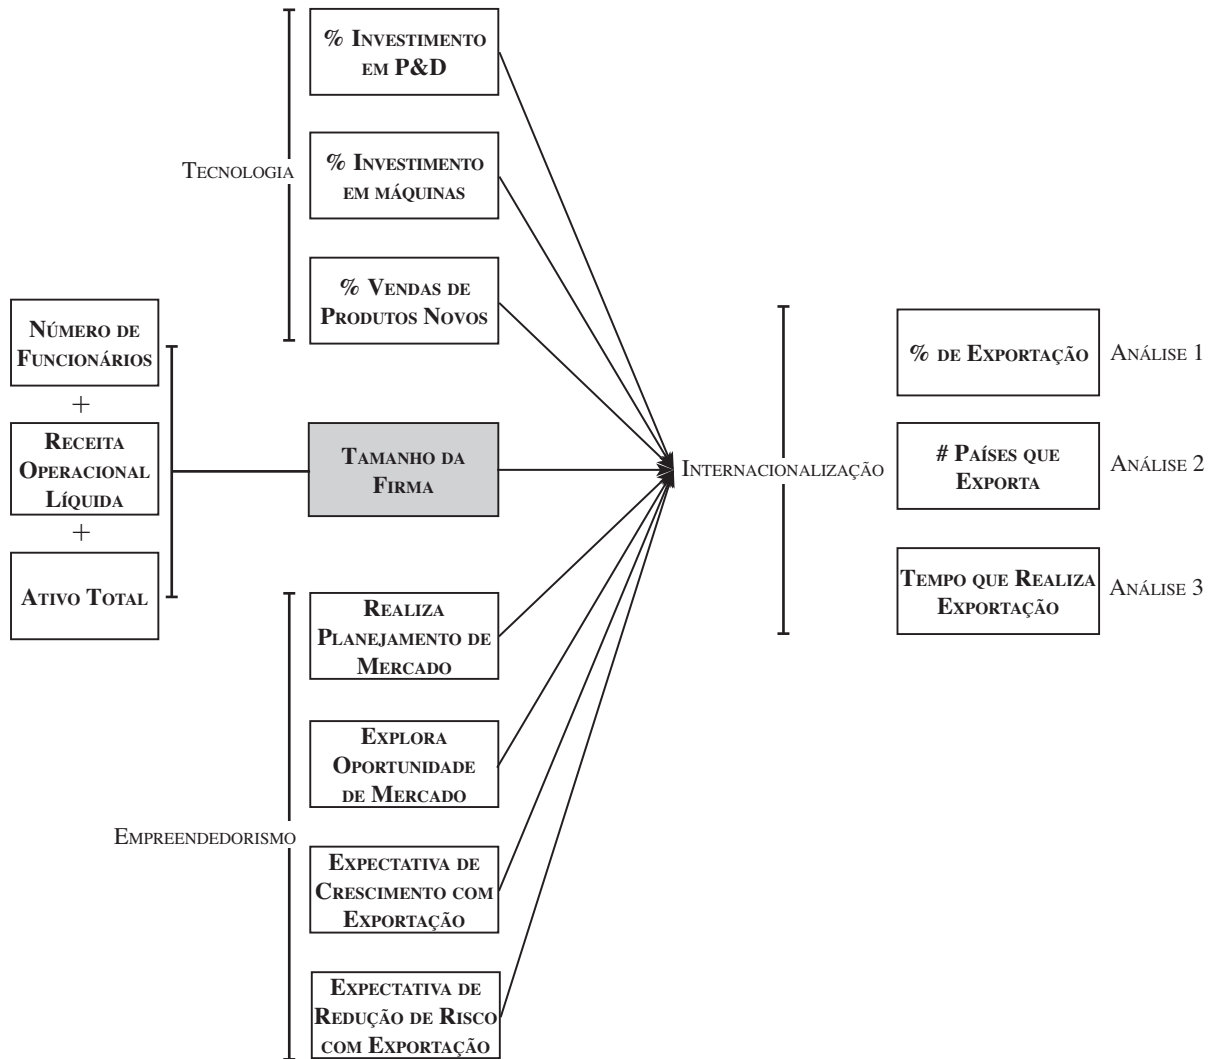 % Investimento
em P&D
Tecnologia
% Investimento
em máquinas
% Vendas de
Produtos Novos
Número de
Funcionários
+
Receita
Operacional
Líquida
+
Ativo Total
Tamanho da
Firma
Realiza
Planejamento de
Mercado
Explora
Oportunidade
de Mercado
Empreendedorismo
Expectativa de
Crescimento com
Exportação
Expectativa de
Redução de Risco
com Exportação
Internacionalização
% de Exportação
Análise 1
# Países que
Exporta
Análise 2
Tempo que Realiza
Exportação
Análise 3